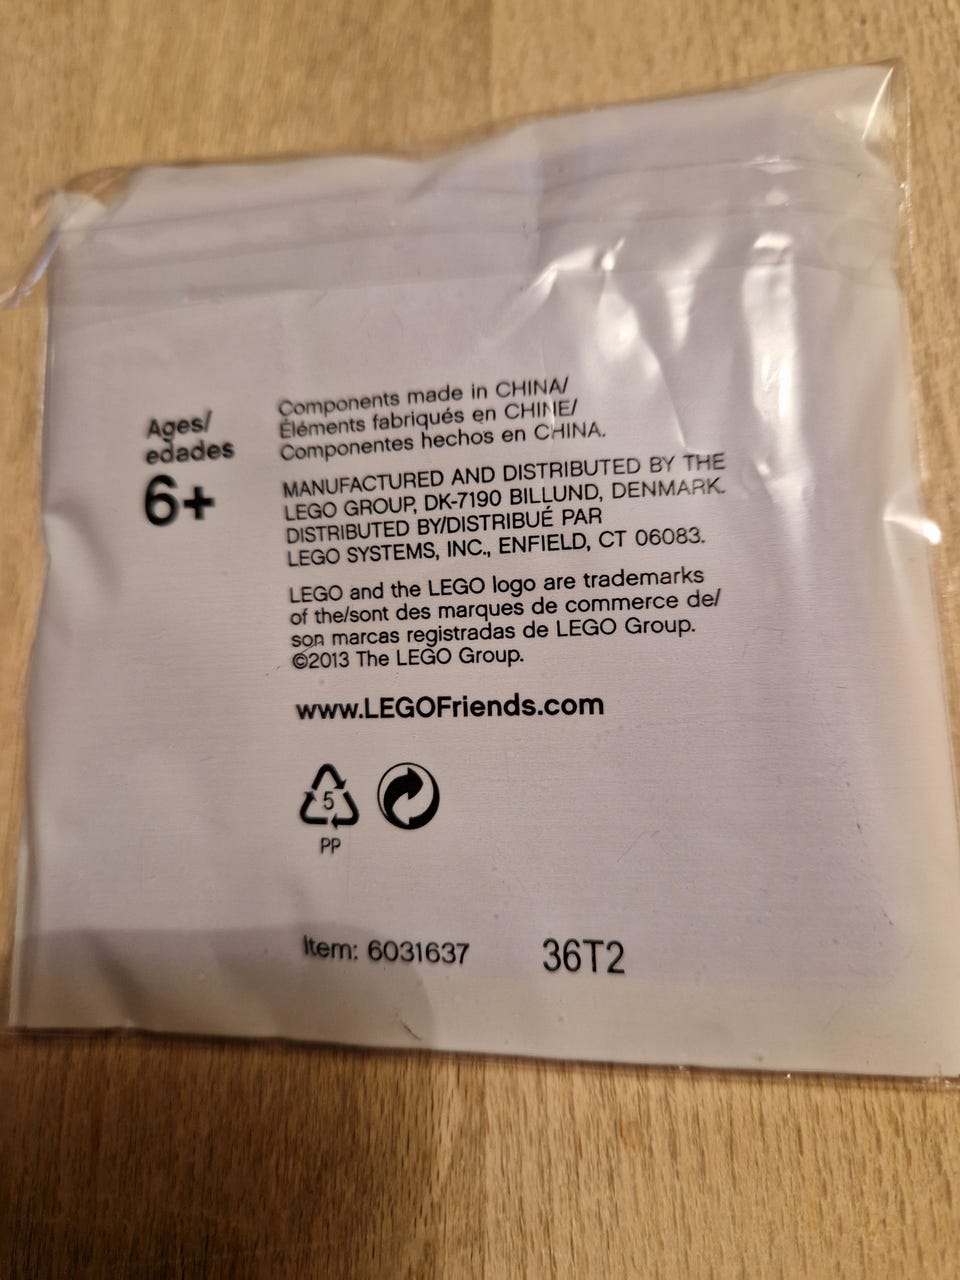 Ages/
edades
6+
Components made in CHINA/
Éléments fabriqués en CHINE/
Componentes hechos en CHINA.
MANUFACTURED AND DISTRIBUTED BY THE
LEGO GROUP, DK-7190 BILLUND, DENMARK.
DISTRIBUTED BY/DISTRIBUÉ PAR
LEGO SYSTEMS, INC., ENFIELD, CT 06083.
LEGO and the LEGO logo are trademarks
of the/sont des marques de commerce de/
son marcas registradas de LEGO Group.
©2013 The LEGO Group.
www.LEGOFriends.com
5
PP
Item: 6031637 36T2